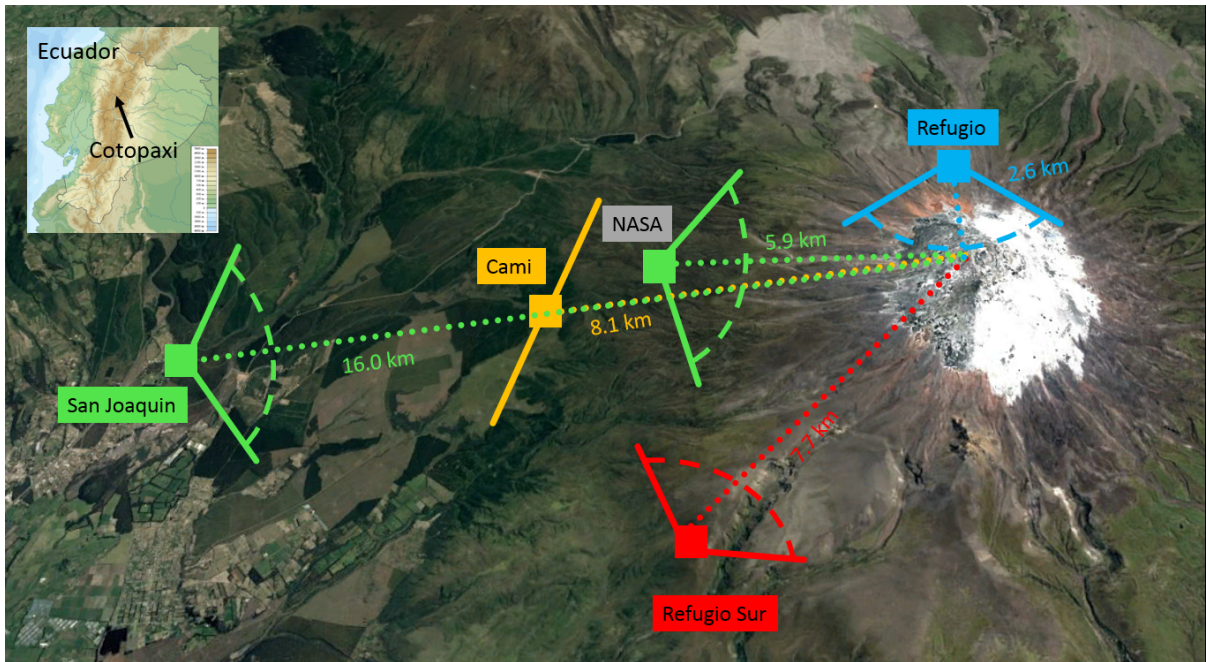 Ecuador
Cotopaxi
Refugio
2.6 km
NASA
5.9 km
Cami
8.1 km
16.0 km
San Joaquin
7.7 km
Refugio Sur